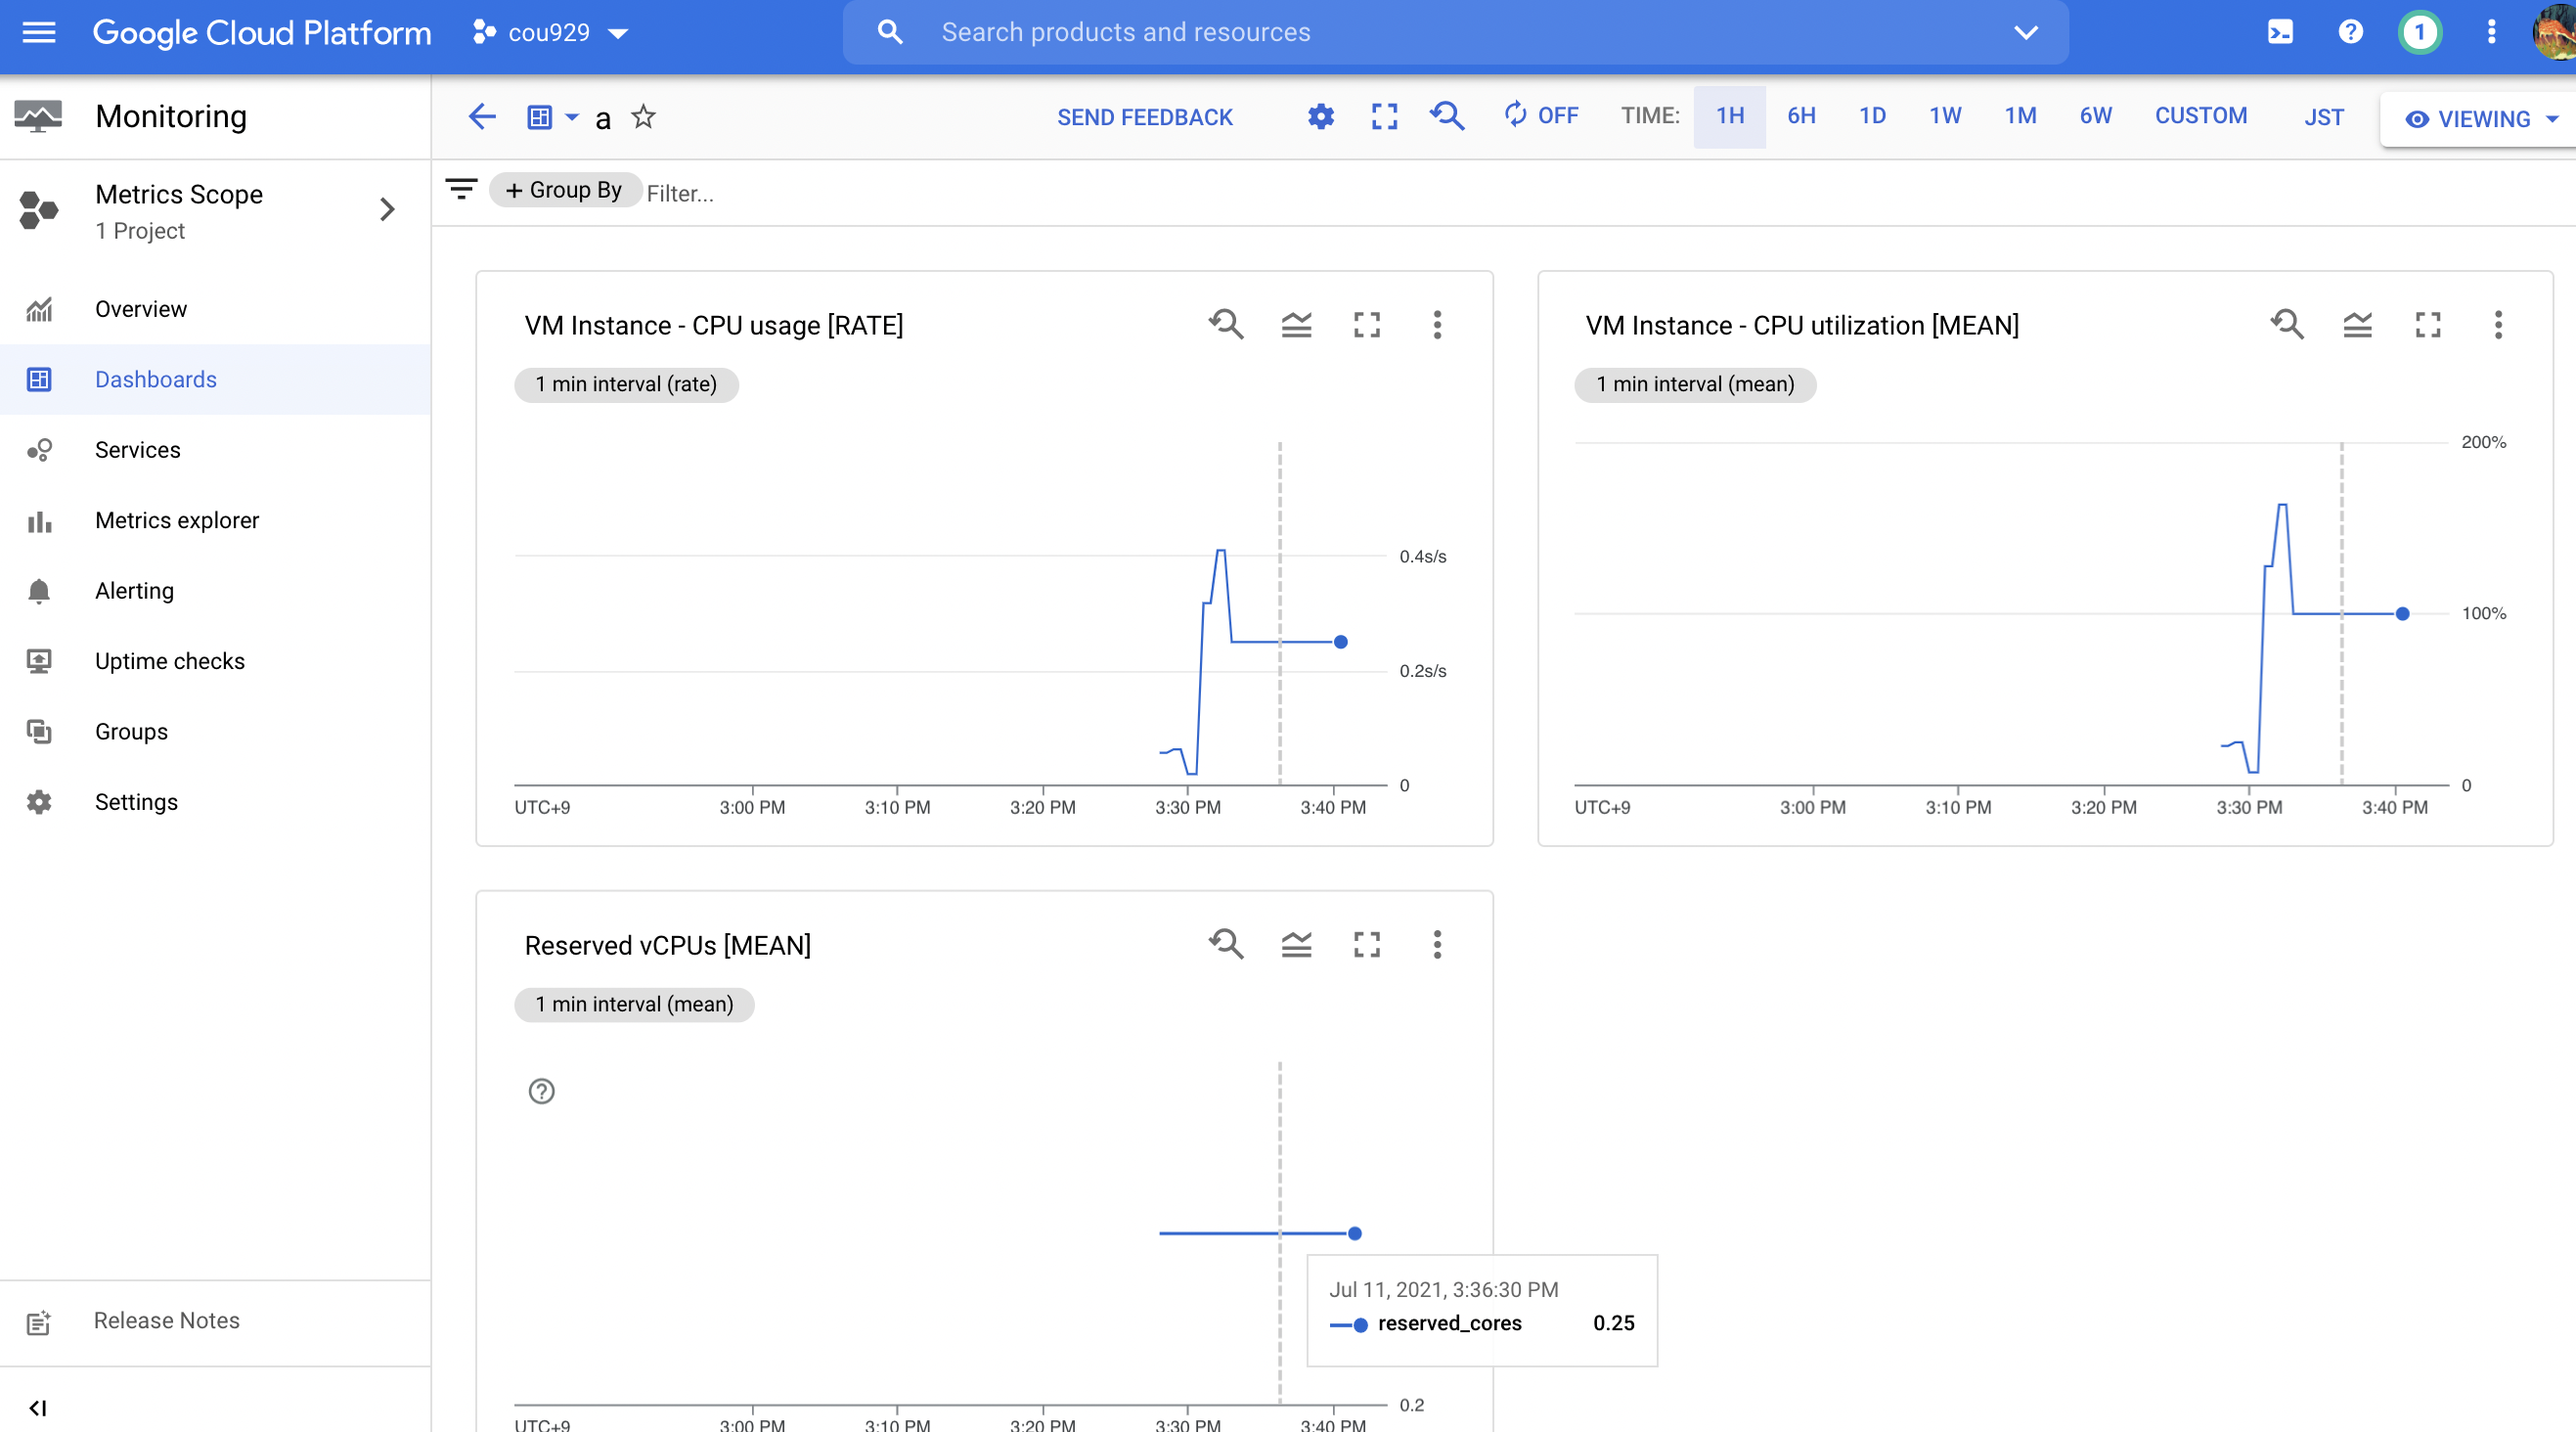 Google Cloud Platform
cou929
Search products and resources
1
Monitoring
a
SEND FEEDBACK
OFF
TIME: 1H 6H 1D 1W 1M 6W CUSTOM
JST
VIEWING
Metrics Scope
1 Project
+ Group By
Filter...
Overview
Dashboards
Services
Metrics explorer
Alerting
Uptime checks
Groups
Settings
Release Notes
VM Instance - CPU usage [RATE]
1 min interval (rate)
0.4s/s
0.2s/s
0
UTC+9 3:00 PM 3:10 PM 3:20 PM 3:30 PM 3:40 PM
VM Instance - CPU utilization [MEAN]
1 min interval (mean)
200%
100%
0
UTC+9 3:00 PM 3:10 PM 3:20 PM 3:30 PM 3:40 PM
Reserved vCPUs [MEAN]
1 min interval (mean)
Jul 11, 2021, 3:36:30 PM
reserved_cores 0.25
0.2
UTC+9 3:00 PM 3:10 PM 3:20 PM 3:30 PM 3:40 PM